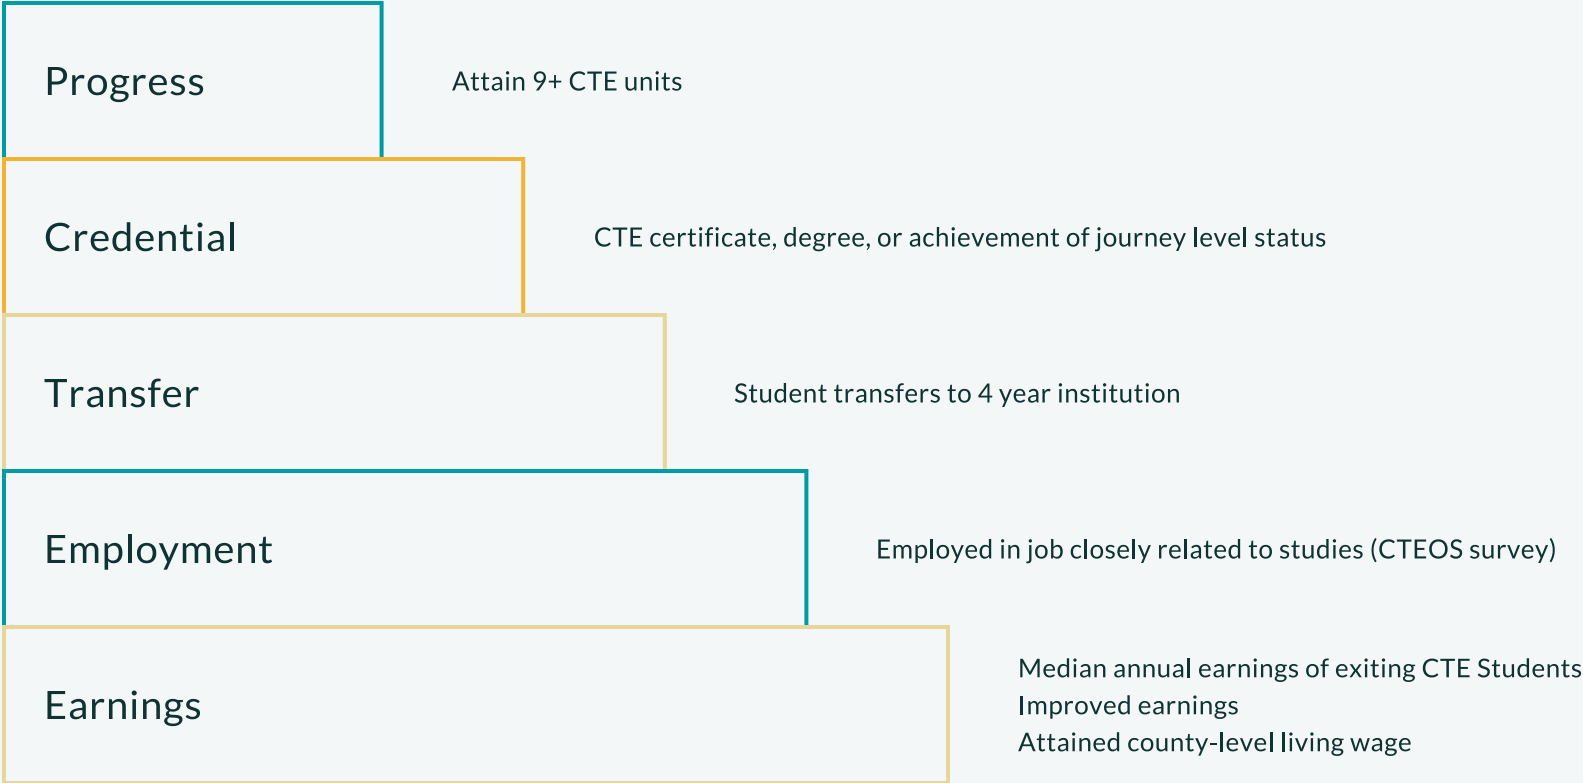 Progress
Attain 9+ CTE units
Credential
CTE certificate, degree, or achievement of journey level status
Transfer
Student transfers to 4 year institution
Employment
Employed in job closely related to studies (CTEOS survey)
Earnings
Median annual earnings of exiting CTE Students
Improved earnings
Attained county-level living wage